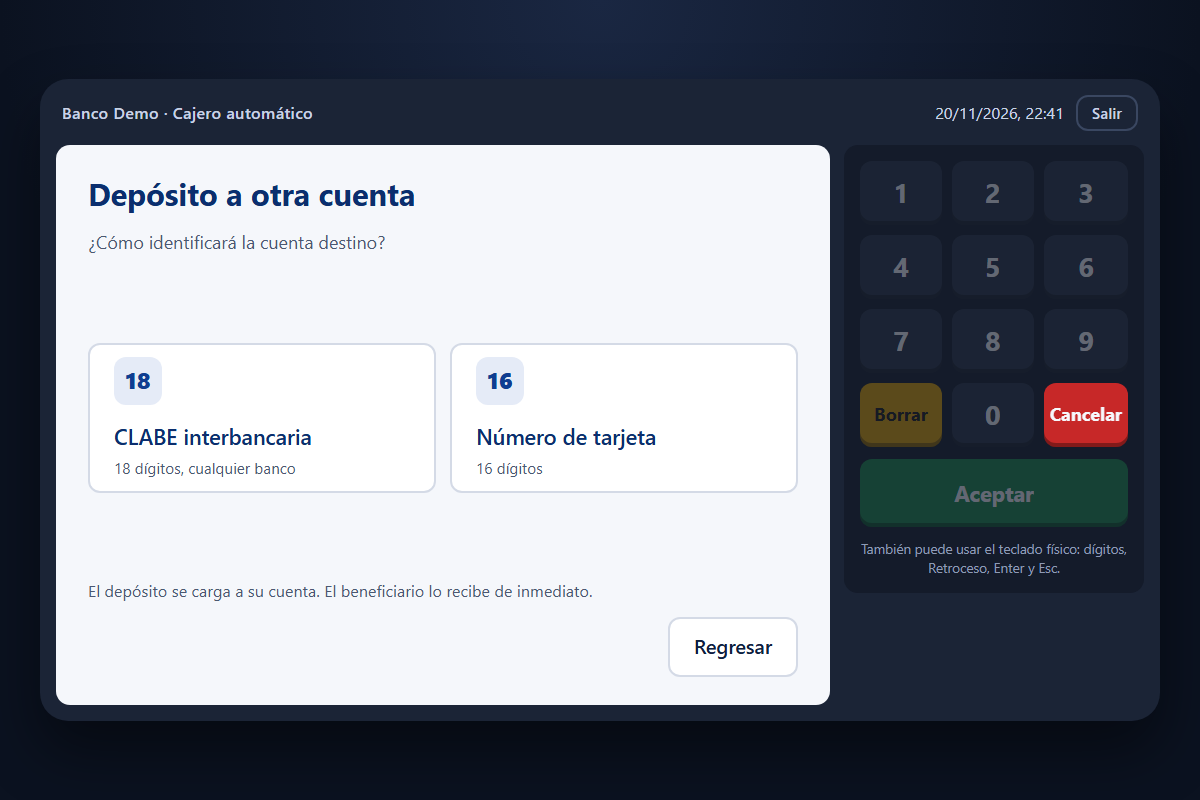 Banco Demo · Cajero automático
20/11/2026, 22:41
Salir
Depósito a otra cuenta
¿Cómo identificará la cuenta destino?
18
CLABE interbancaria
18 dígitos, cualquier banco
16
Número de tarjeta
16 dígitos
El depósito se carga a su cuenta. El beneficiario lo recibe de inmediato.
Regresar
1 2 3
4 5 6
7 8 9
Borrar 0 Cancelar
Aceptar
También puede usar el teclado físico: dígitos,
Retroceso, Enter y Esc.